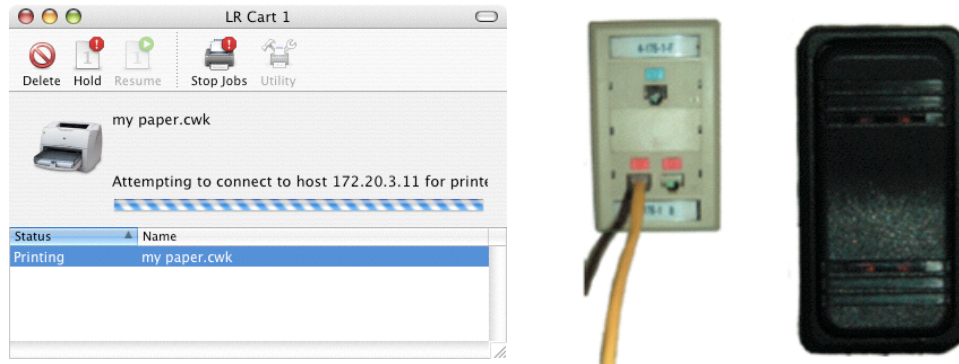 LR Cart 1
Delete Hold Resume Stop Jobs Utility
my paper.cwk
Attempting to connect to host 172.20.3.11 for printe
Status Name
Printing my paper.cwk